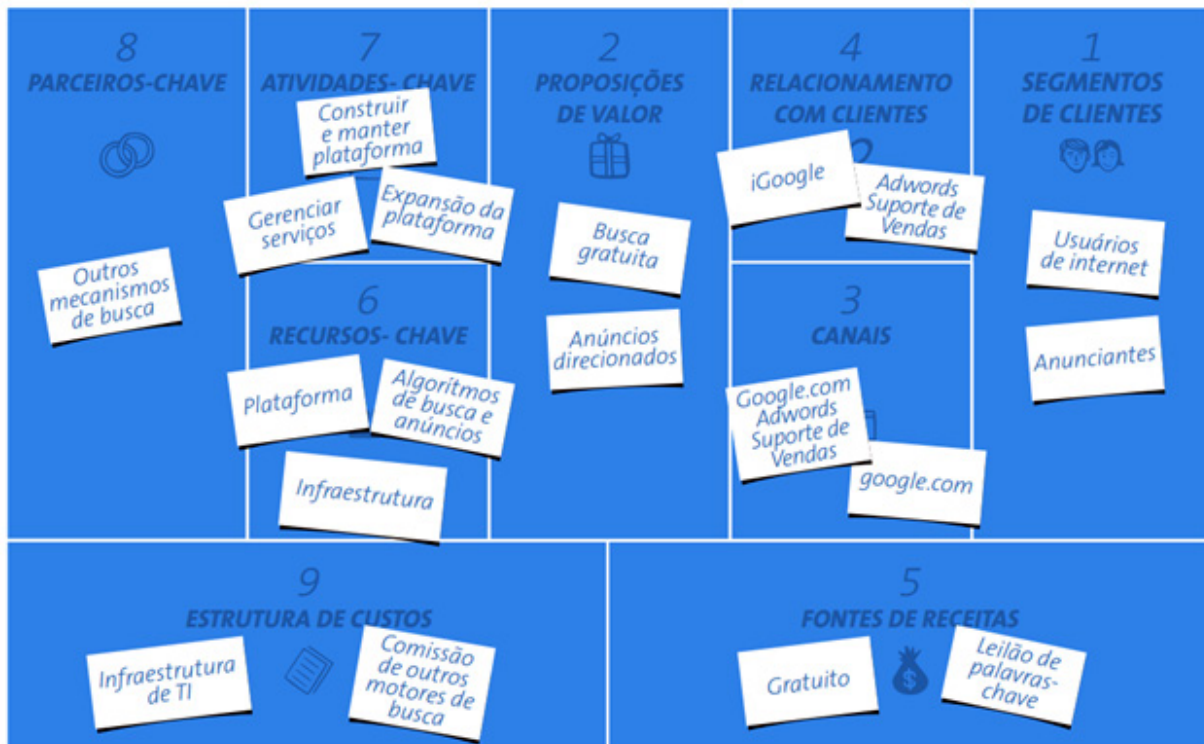 8
PARCEIROS-CHAVE
Outros
mecanismos
de busca
7
ATIVIDADES- CHAVE
Construir
e manter
plataforma
Gerenciar
serviços
Expansão da
plataforma
6
RECURSOS- CHAVE
Plataforma
Algorítmos
de busca e
anúncios
Infraestrutura
2
PROPOSIÇÕES
DE VALOR
Busca
gratuita
Anúncios
direcionados
4
RELACIONAMENTO
COM CLIENTES
iGoogle
Adwords
Suporte de
Vendas
3
CANAIS
Google.com
Adwords
Suporte de
Vendas
google.com
1
SEGMENTOS
DE CLIENTES
Usuários
de internet
Anunciantes
9
ESTRUTURA DE CUSTOS
Infraestrutura
de TI
Comissão
de outros
motores de
busca
5
FONTES DE RECEITAS
Gratuito
$
Leilão de
palavras-
chave